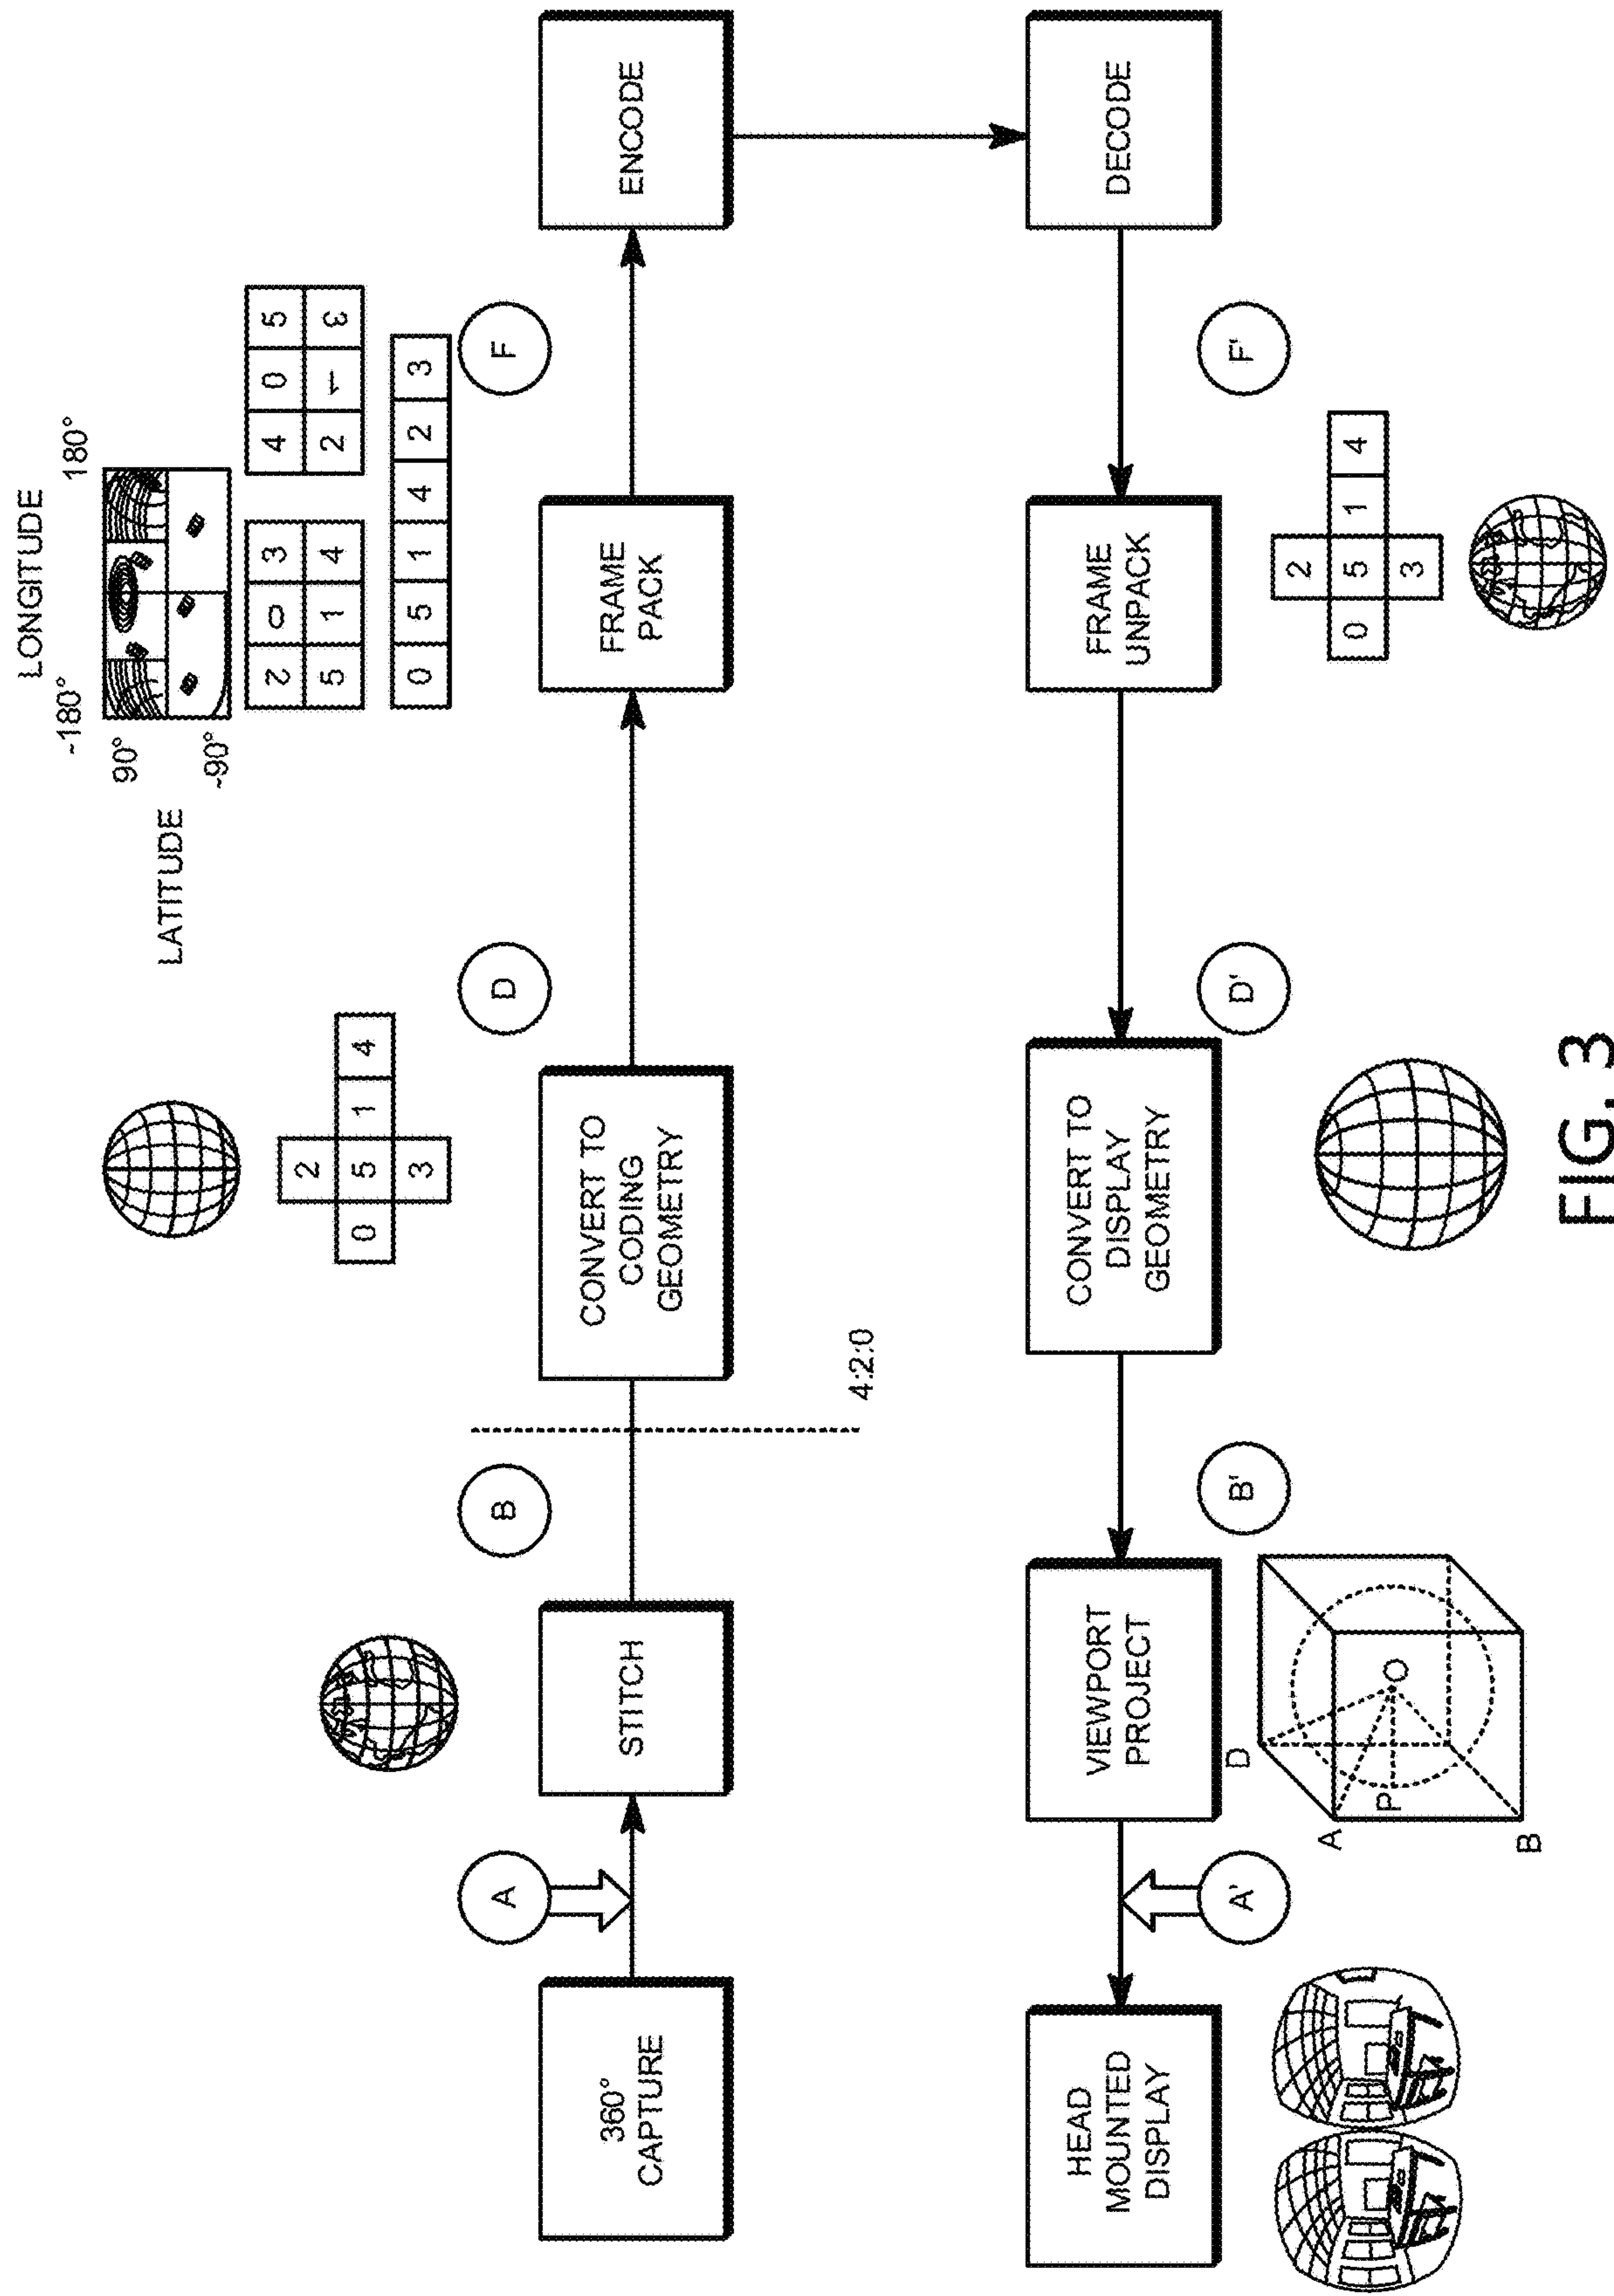 LONGITUDE
-180°
180°
90°
-90°
LATITUDE
2 0 3
5 1 4
4 0 5
2 1 3
0 5 1 4 2 3
2
0 5 1 4
3
A
B
D
F
360°
CAPTURE
STITCH
CONVERT TO
CODING
GEOMETRY
FRAME
PACK
ENCODE
4:2:0
HEAD
MOUNTED
DISPLAY
VIEWPORT
PROJECT
CONVERT TO
DISPLAY
GEOMETRY
FRAME
UNPACK
DECODE
A'
B'
D'
F'
D
A
P
O
B
2
0 5 1 4
3
FIG. 3